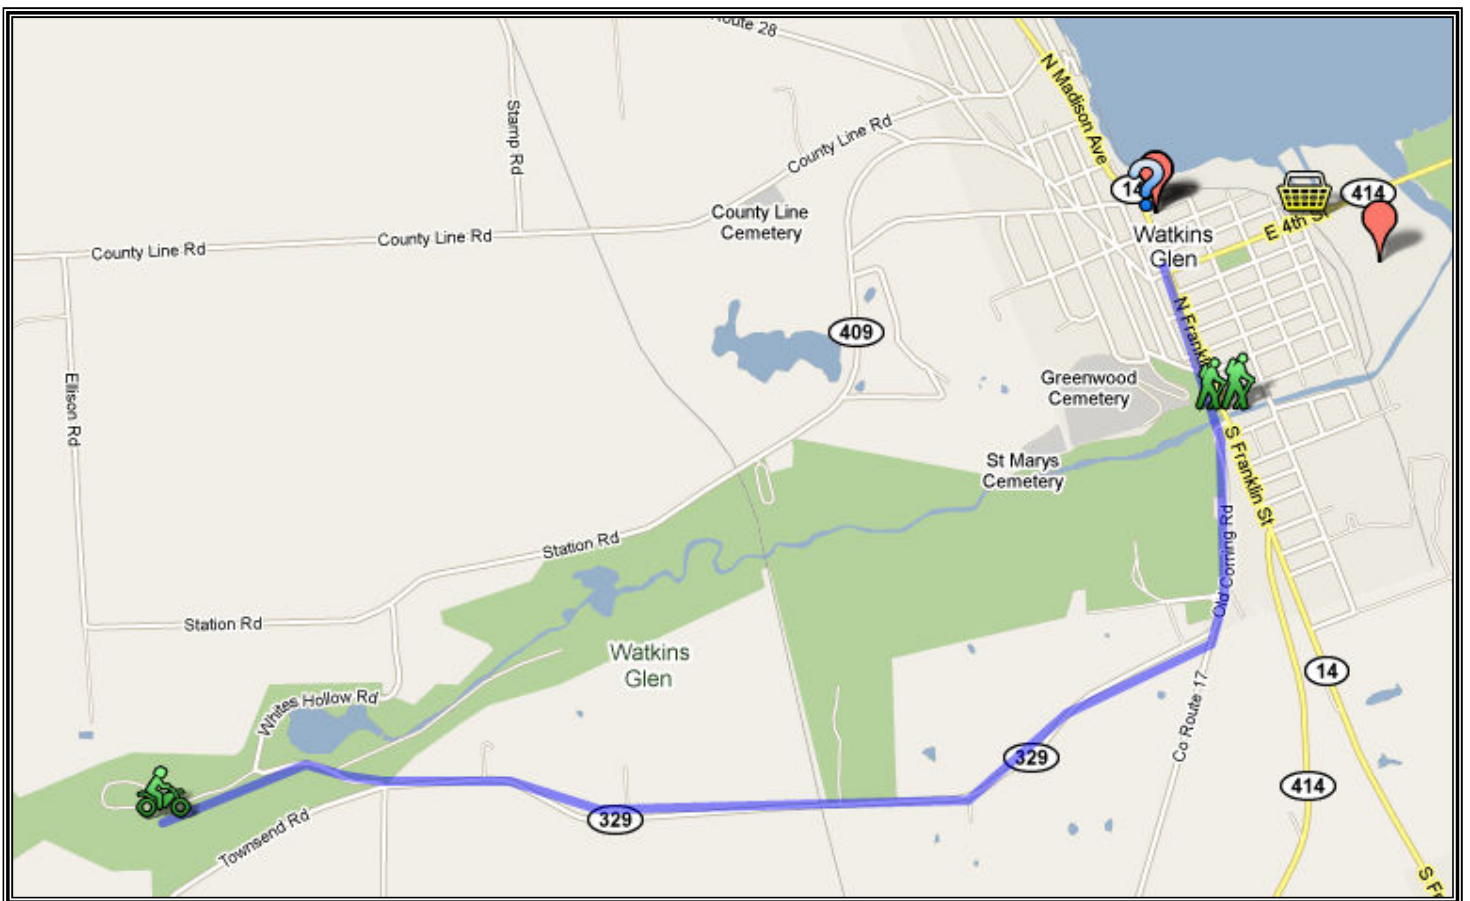 Route 28
N Madison Ave
Stamp Rd
County Line Rd
14
414
County Line
Cemetery
E 4th St
Watkins
Glen
County Line Rd
County Line Rd
N Franklin
409
Ellison Rd
Greenwood
Cemetery
St Marys
Cemetery
S Franklin St
Old Corning Rd
Station Rd
Station Rd
Watkins
Glen
14
Whites Hollow Rd
Co Route 17
329
414
329
Townsend Rd